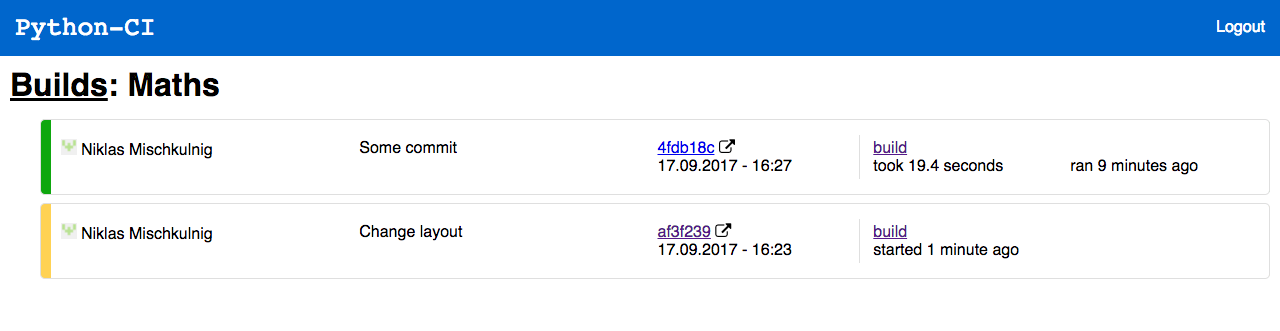 Python-CI
Logout
Builds: Maths
Niklas Mischkulnig
Some commit
4fdb18c
17.09.2017 - 16:27
build
took 19.4 seconds
ran 9 minutes ago
Niklas Mischkulnig
Change layout
af3f239
17.09.2017 - 16:23
build
started 1 minute ago